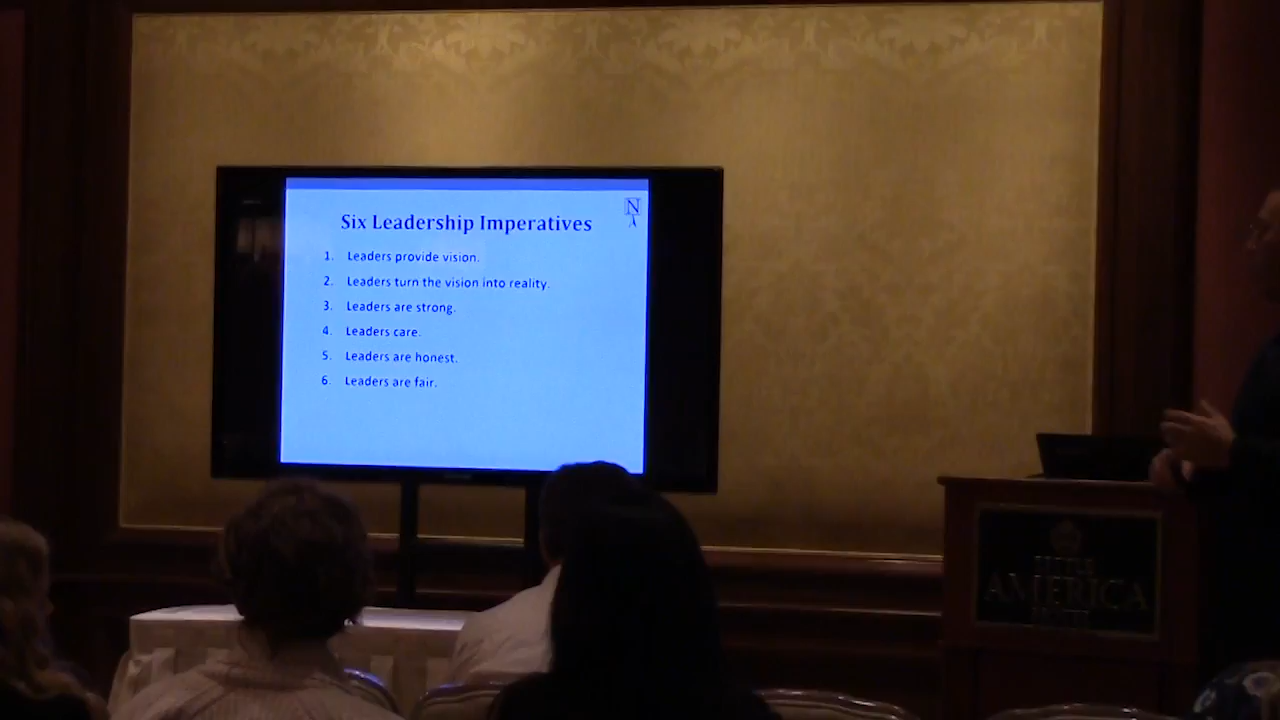 N
Six Leadership Imperatives
1. Leaders provide vision.
2. Leaders turn the vision into reality.
3. Leaders are strong.
4. Leaders care.
5. Leaders are honest.
6. Leaders are fair.
AMERICA